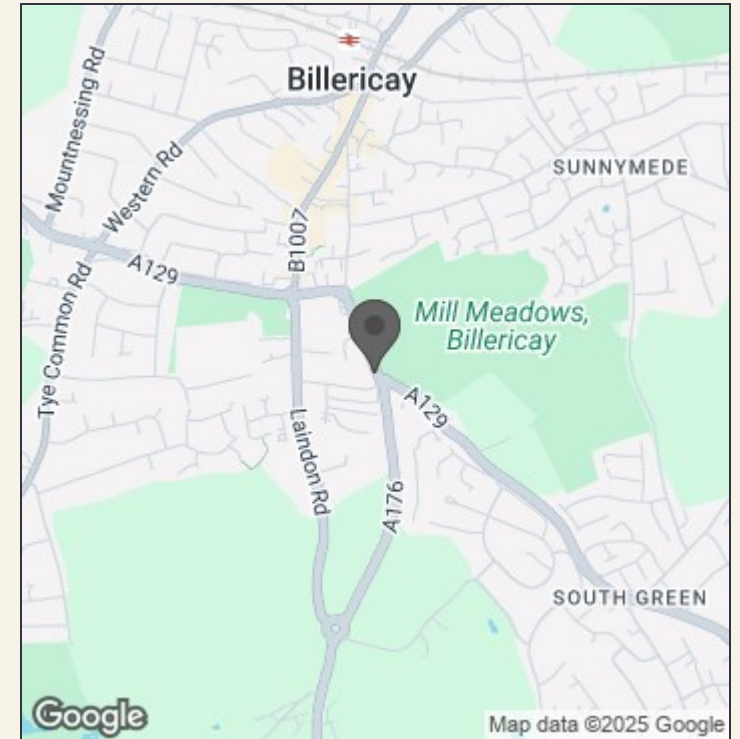 Billericay
Mountnessing Rd
Western Rd
SUNNYMEDE
B1007
A129
Tye Common Rd
Mill Meadows,
Billericay
A129
Laindon Rd
A176
SOUTH GREEN
Google
Map data ©2025 Google